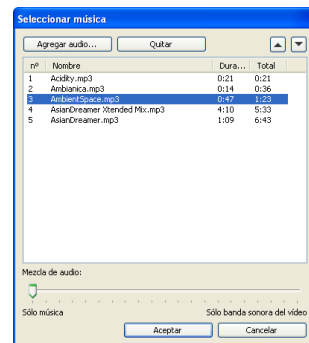 Seleccionar música
Agregar audio... Quitar
nº Nombre Dura... Total
1 Acidity.mp3 0:21 0:21
2 Ambianica.mp3 0:14 0:36
3 AmbientSpace.mp3 0:47 1:23
4 AsianDreamer Xtended Mix.mp3 4:10 5:33
5 AsianDreamer.mp3 1:09 6:43
Mezcla de audio:
Sólo música Sólo banda sonora del vídeo
Aceptar Cancelar